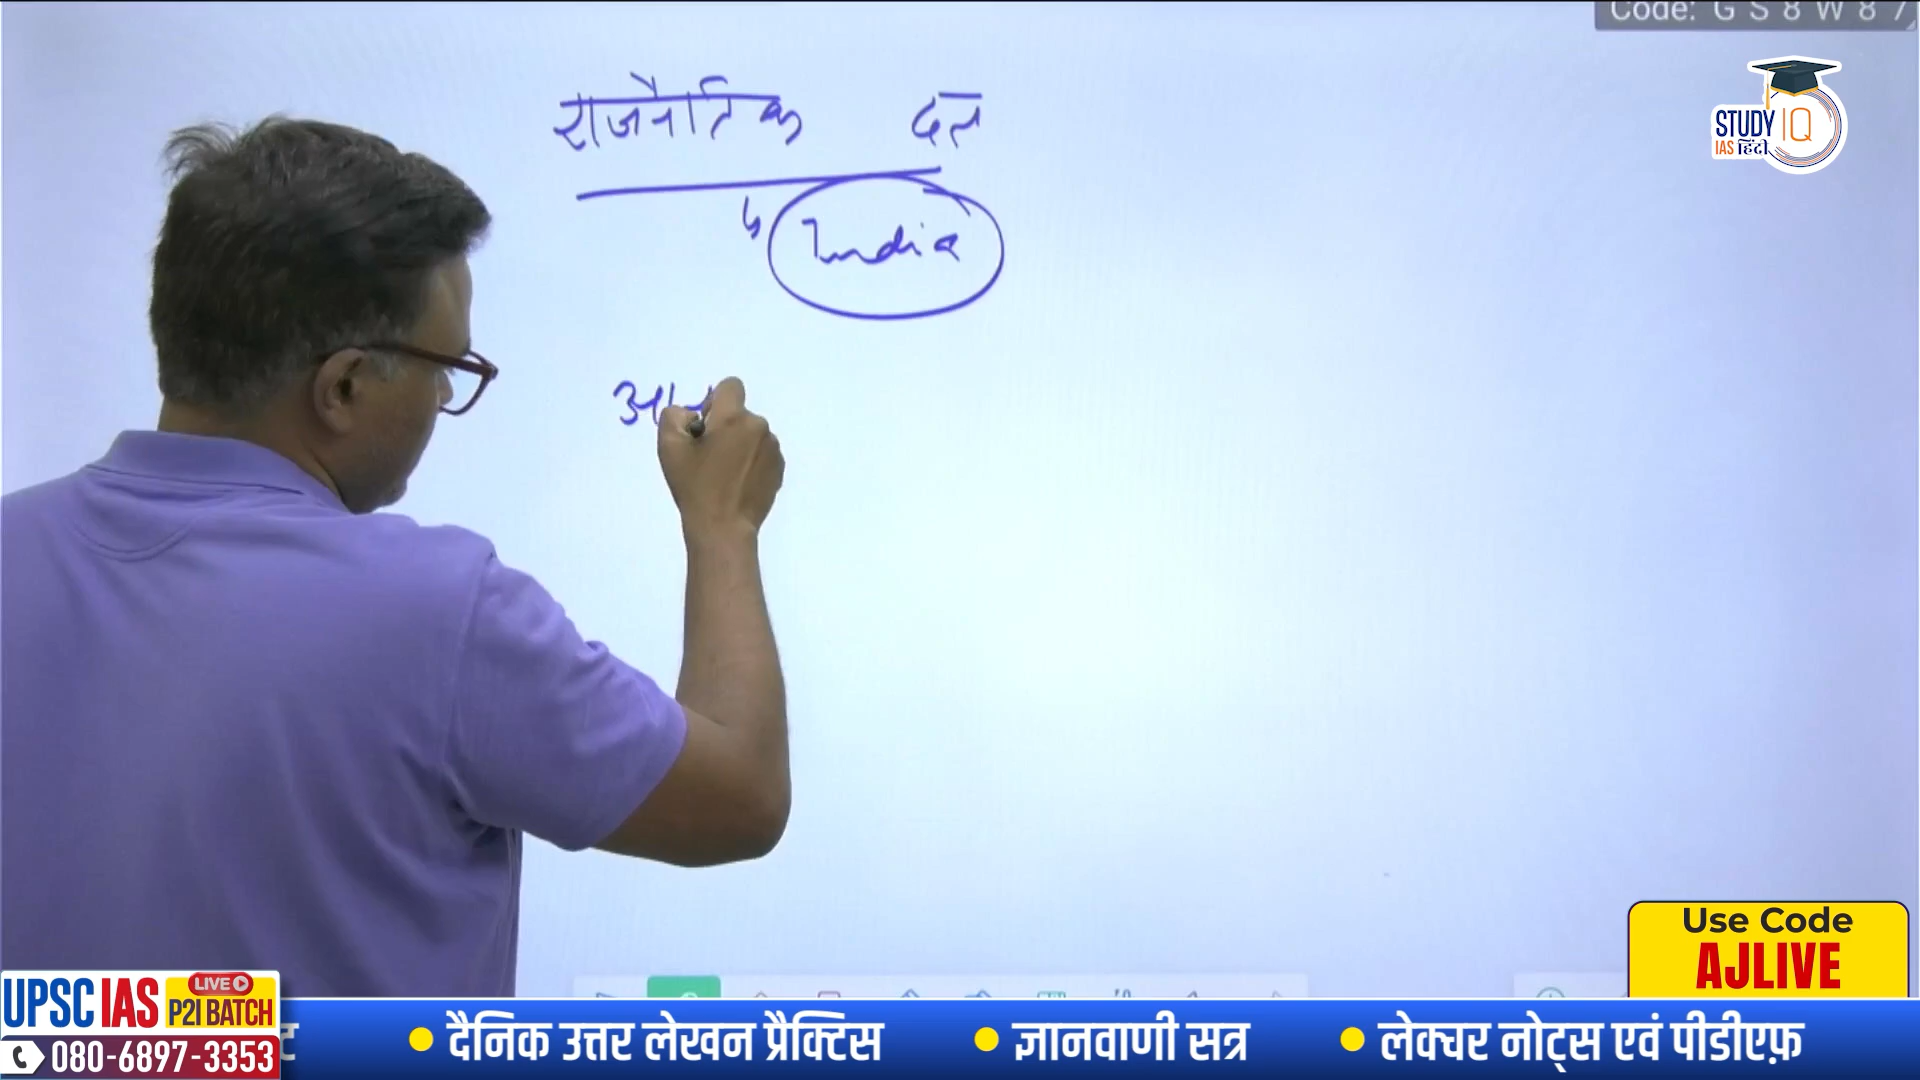 Code: G S 8 W 8 7
राजनैतिक दल
India
STUDY IQ
IAS हिंदी
Use Code
AJLIVE
UPSC IAS LIVE P2I BATCH
080-6897-3353
दैनिक उत्तर लेखन प्रैक्टिस • ज्ञानवाणी सत्र • लेक्चर नोट्स एवं पीडीएफ़